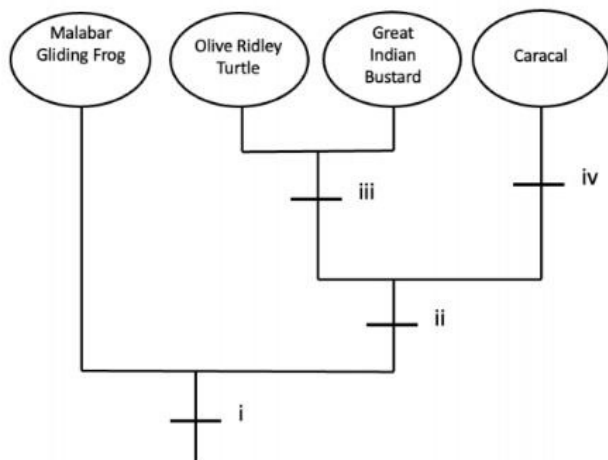 Malabar
Gliding Frog
Olive Ridley
Turtle
Great
Indian
Bustard
Caracal
iii
iv
ii
i